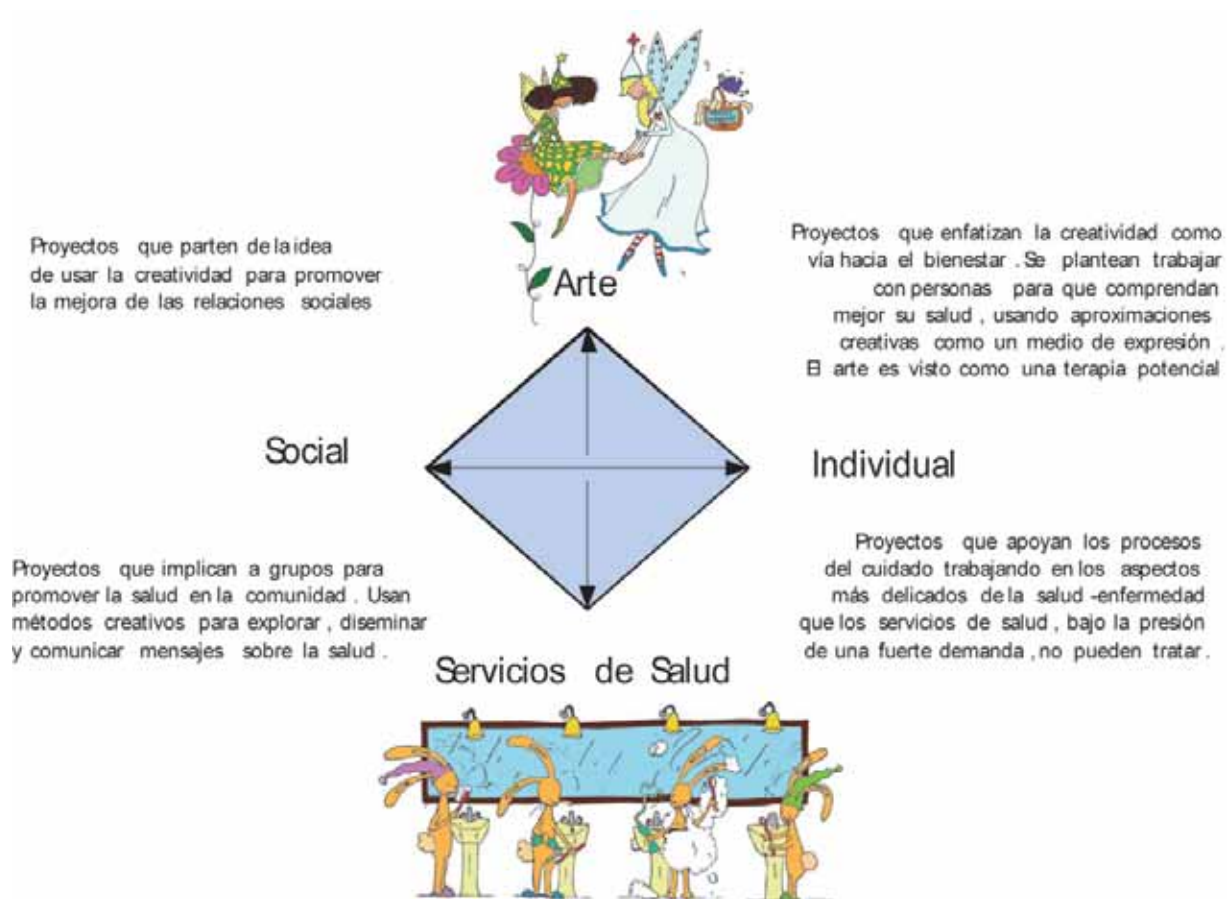 Proyectos que parten de la idea
de usar la creatividad para promover
la mejora de las relaciones sociales
Proyectos que enfatizan la creatividad como
vía hacia el bienestar. Se plantean trabajar
con personas para que comprendan
mejor su salud, usando aproximaciones
creativas como un medio de expresión.
El arte es visto como una terapia potencial
Arte
Social
Individual
Proyectos que implican a grupos para
promover la salud en la comunidad. Usan
métodos creativos para explorar, diseminar
y comunicar mensajes sobre la salud.
Proyectos que apoyan los procesos
del cuidado trabajando en los aspectos
más delicados de la salud-enfermedad
que los servicios de salud, bajo la presión
de una fuerte demanda, no pueden tratar.
Servicios de Salud